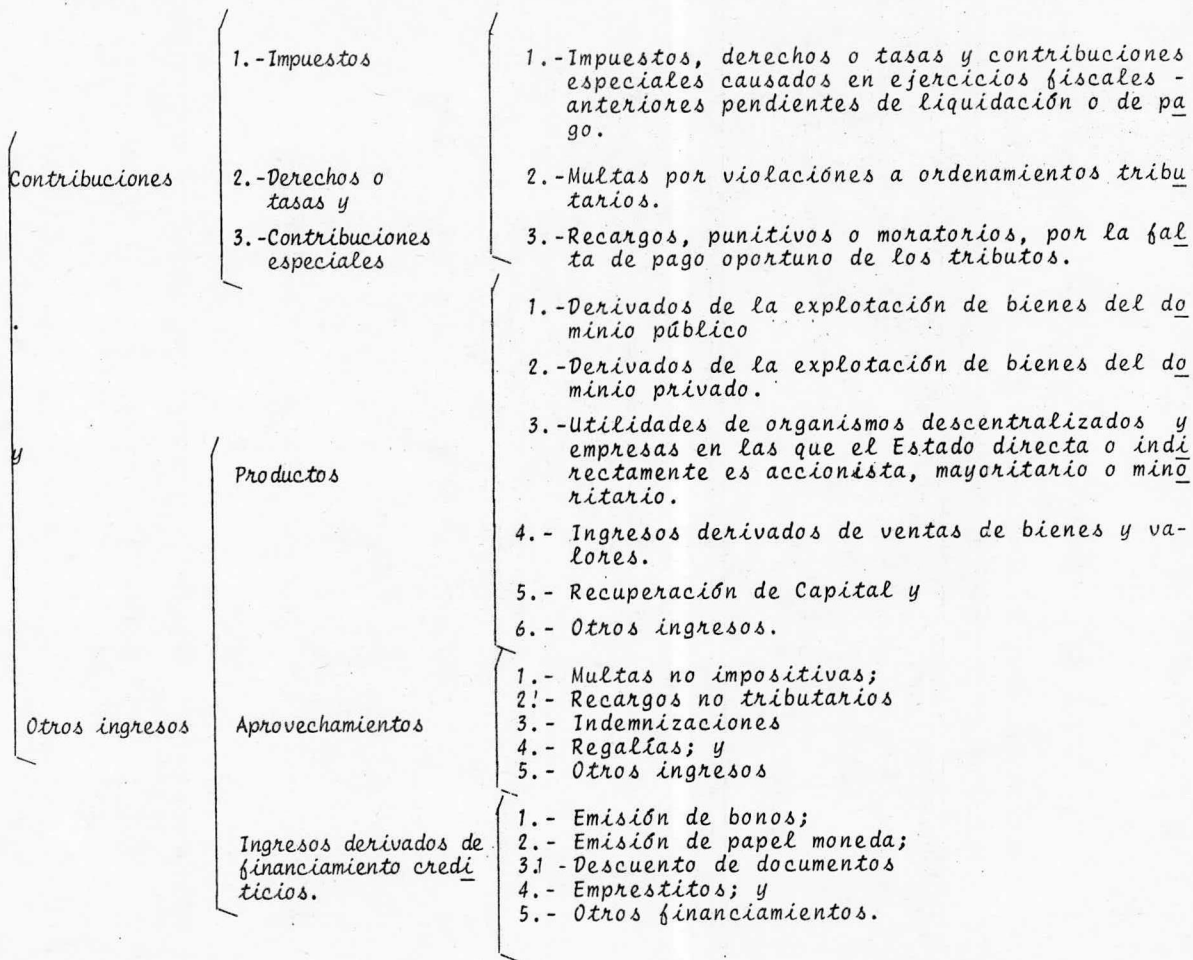 Contribuciones
1.-Impuestos
2.-Derechos o
tasas y
3.-Contribuciones
especiales
1.-Impuestos, derechos o tasas y contribuciones
especiales causados en ejercicios fiscales -
anteriores pendientes de liquidación o de pa
go.
2.-Multas por violaciónes a ordenamientos tribu
tarios.
3.-Recargos, punitivos o moratorios, por la fal
ta de pago oportuno de los tributos.
y
Otros ingresos
Productos
1.-Derivados de la explotación de bienes del do
minio público
2.-Derivados de la explotación de bienes del do
minio privado.
3.-Utilidades de organismos descentralizados y
empresas en las que el Estado directa o indi
rectamente es accionista, mayoritario o mino
ritario.
4.- Ingresos derivados de ventas de bienes y va-
lores.
5.- Recuperación de Capital y
6.- Otros ingresos.
Aprovechamientos
1.- Multas no impositivas;
2!- Recargos no tributarios
3.- Indemnizaciones
4.- Regalías; y
5.- Otros ingresos
Ingresos derivados de
financiamiento credi
ticios.
1.- Emisión de bonos;
2.- Emisión de papel moneda;
3.1 -Descuento de documentos
4.- Emprestitos; y
5.- Otros financiamientos.